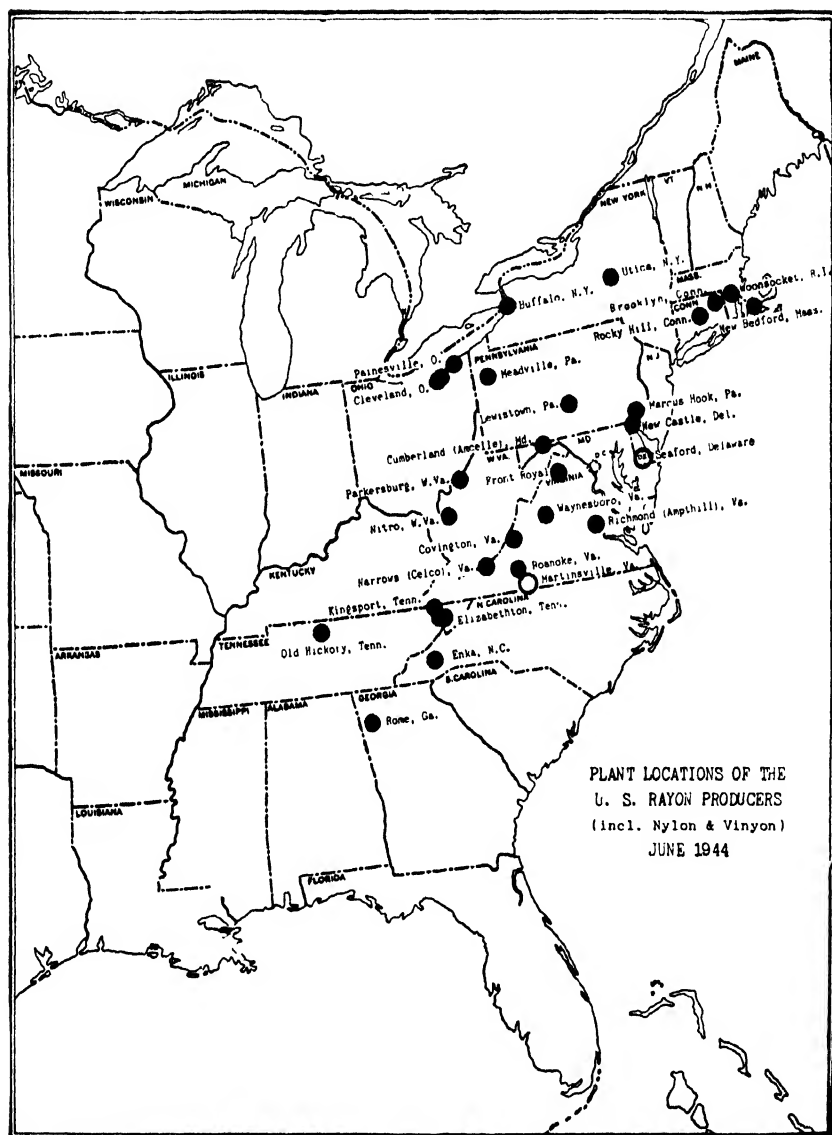 MAINE
WISCONSIN
MICHIGAN
NEW YORK
VT
N H
Utica, N.Y.
MASS.
Buffalo, N.Y.
Brooklyn, Conn.
Woonsocket, R.I.
CONN
Rocky Hill, Conn.
New Bedford, Mass.
Painesville, O.
PENNSYLVANIA
N J
ILLINOIS
INDIANA
OHIO
Cleveland, O.
Meadville, Pa.
Lewistown, Pa.
Marcus Hook, Pa.
New Castle, Del.
Cumberland (Amcelle), Md.
MD
W VA.
D C
Seaford, Delaware
MISSOURI
Front Royal
VIRGINIA
Parkersburg, W.Va.
Nitro, W.Va.
Waynesboro, Va.
Richmond (Ampthill), Va.
Covington, Va.
KENTUCKY
Narrows (Celco), Va.
Roanoke, Va.
Martinsville, Va.
Kingsport, Tenn.
N CAROLINA
Elizabethton, Tenn.
ARKANSAS
TENNESSEE
Old Hickory, Tenn.
Enka, N.C.
S. CAROLINA
MISSISSIPPI
ALABAMA
GEORGIA
Rome, Ga.
PLANT LOCATIONS OF THE
U. S. RAYON PRODUCERS
(incl. Nylon & Vinyon)
JUNE 1944
LOUISIANA
FLORIDA